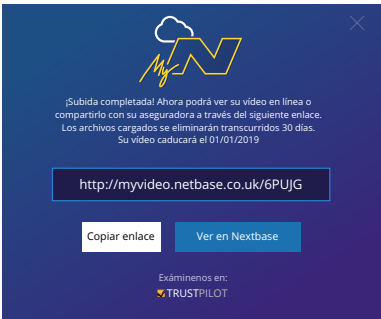 My N
¡Subida completada! Ahora podrá ver su vídeo en línea o
compartirlo con su aseguradora a través del siguiente enlace.
Los archivos cargados se eliminarán transcurridos 30 días.
Su vídeo caducará el 01/01/2019
http://myvideo.netbase.co.uk/6PUJG
Copiar enlace
Ver en Nextbase
Exáminenos en:
TRUSTPILOT